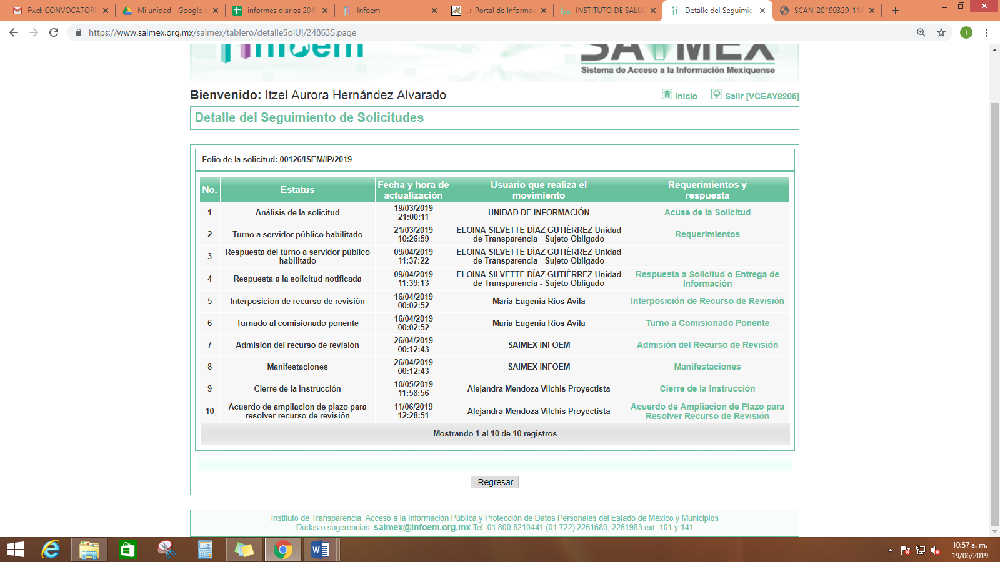 Fwd: CONVOCATORI
Mi unidad - Google D
informes diarios 201
Infoem
..:: Portal de Informac
INSTITUTO DE SALU
Detalle del Seguimie
SCAN_20190329_114
https://www.saimex.org.mx/saimex/tablero/detalleSolUI/248635.page
I
infoem
SAIMEX
Sistema de Acceso a la Información Mexiquense
Bienvenido: Itzel Aurora Hernández Alvarado
Inicio
Salir [VCEAY8205]
Detalle del Seguimiento de Solicitudes
Folio de la solicitud: 00126/ISEM/IP/2019
No. Estatus Fecha y hora de actualización Usuario que realiza el movimiento Requerimientos y respuesta
1 Análisis de la solicitud 19/03/2019 21:00:11 UNIDAD DE INFORMACIÓN Acuse de la Solicitud
2 Turno a servidor público habilitado 21/03/2019 10:26:59 ELOINA SILVETTE DÍAZ GUTIÉRREZ Unidad de Transparencia - Sujeto Obligado Requerimientos
3 Respuesta del turno a servidor público habilitado 09/04/2019 11:37:22 ELOINA SILVETTE DÍAZ GUTIÉRREZ Unidad de Transparencia - Sujeto Obligado
4 Respuesta a la solicitud notificada 09/04/2019 11:39:13 ELOINA SILVETTE DÍAZ GUTIÉRREZ Unidad de Transparencia - Sujeto Obligado Respuesta a Solicitud o Entrega de Información
5 Interposición de recurso de revisión 16/04/2019 00:02:52 Maria Eugenia Rios Avila Interposición de Recurso de Revisión
6 Turnado al comisionado ponente 16/04/2019 00:02:52 Maria Eugenia Rios Avila Turno a Comisionado Ponente
7 Admisión del recurso de revisión 26/04/2019 00:12:43 SAIMEX INFOEM Admisión del Recurso de Revisión
8 Manifestaciones 26/04/2019 00:12:43 SAIMEX INFOEM Manifestaciones
9 Cierre de la instrucción 10/05/2019 11:58:56 Alejandra Mendoza Vilchis Proyectista Cierre de la Instrucción
10 Acuerdo de ampliacion de plazo para resolver recurso de revisión 11/06/2019 12:28:51 Alejandra Mendoza Vilchis Proyectista Acuerdo de Ampliacion de Plazo para Resolver Recurso de Revisión
Mostrando 1 al 10 de 10 registros
Regresar
Instituto de Transparencia, Acceso a la Información Pública y Protección de Datos Personales del Estado de México y Municipios
Dudas o sugerencias: saimex@infoem.org.mx Tel. 01 800 8210441 (01 722) 2261680, 2261983 ext. 101 y 141
10:57 a. m.
19/06/2019